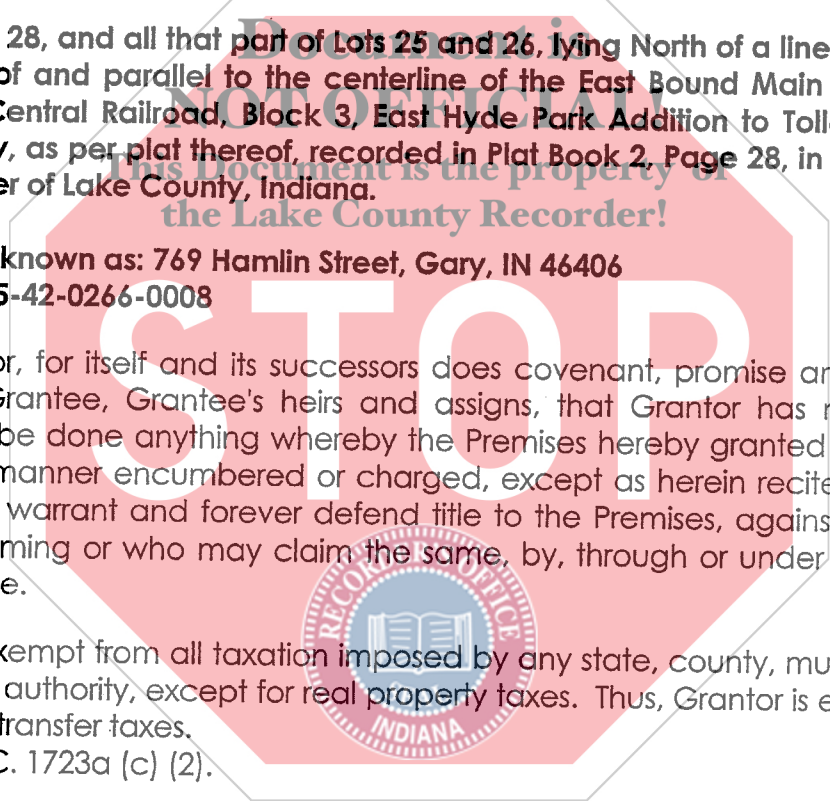 Document is
NOT OFFICIAL!
This Document is the property of
the Lake County Recorder!
STOP
28, and all that part of Lots 25 and 26, lying North of a line
of and parallel to the centerline of the East Bound Main
Central Railroad, Block 3, East Hyde Park Addition to Toll
, as per plat thereof, recorded in Plat Book 2, Page 28, in
er of Lake County, Indiana.
known as: 769 Hamlin Street, Gary, IN 46406
5-42-0266-0008
or, for itself and its successors does covenant, promise ar
Grantee, Grantee's heirs and assigns, that Grantor has r
be done anything whereby the Premises hereby granted
manner encumbered or charged, except as herein recite
warrant and forever defend title to the Premises, agains
ming or who may claim the same, by, through or under
e.
xempt from all taxation imposed by any state, county, mu
authority, except for real property taxes. Thus, Grantor is e
transfer taxes.
C. 1723a (c) (2).
RECORDER'S OFFICE
INDIANA